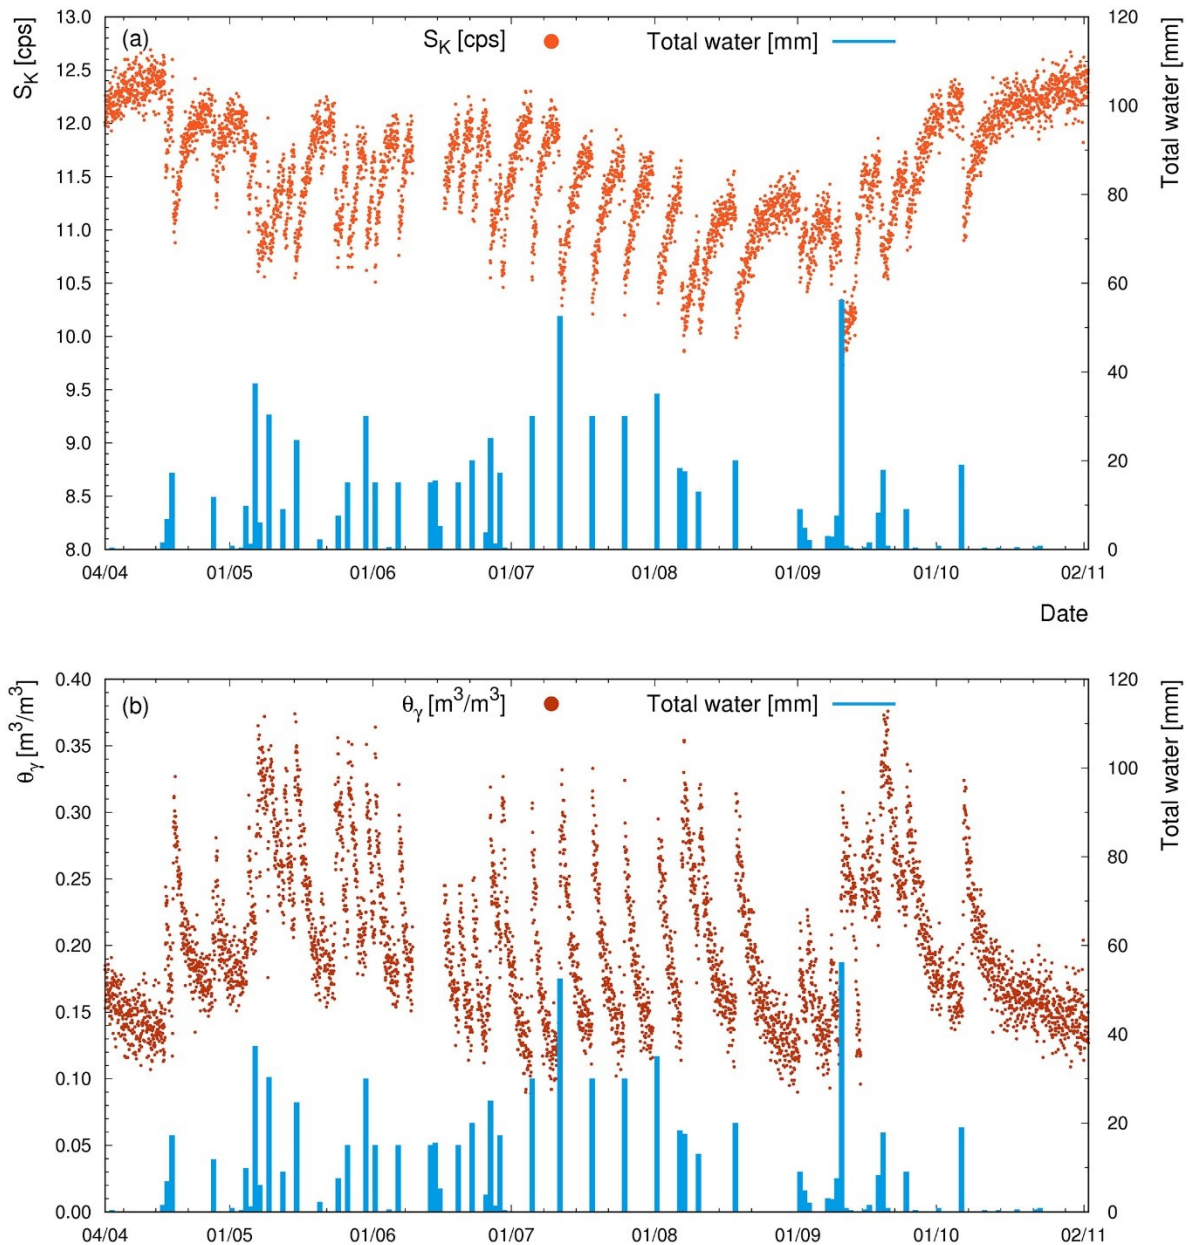 (a)
S_K [cps]
Total water [mm]
13.0
12.5
12.0
11.5
11.0
10.5
10.0
9.5
9.0
8.5
8.0
S_K [cps]
120
100
80
60
40
20
0
Total water [mm]
04/04 01/05 01/06 01/07 01/08 01/09 01/10 02/11
Date
(b)
θ_γ [m³/m³]
Total water [mm]
0.40
0.35
0.30
0.25
0.20
0.15
0.10
0.05
0.00
θ_γ [m³/m³]
120
100
80
60
40
20
0
Total water [mm]
04/04 01/05 01/06 01/07 01/08 01/09 01/10 02/11